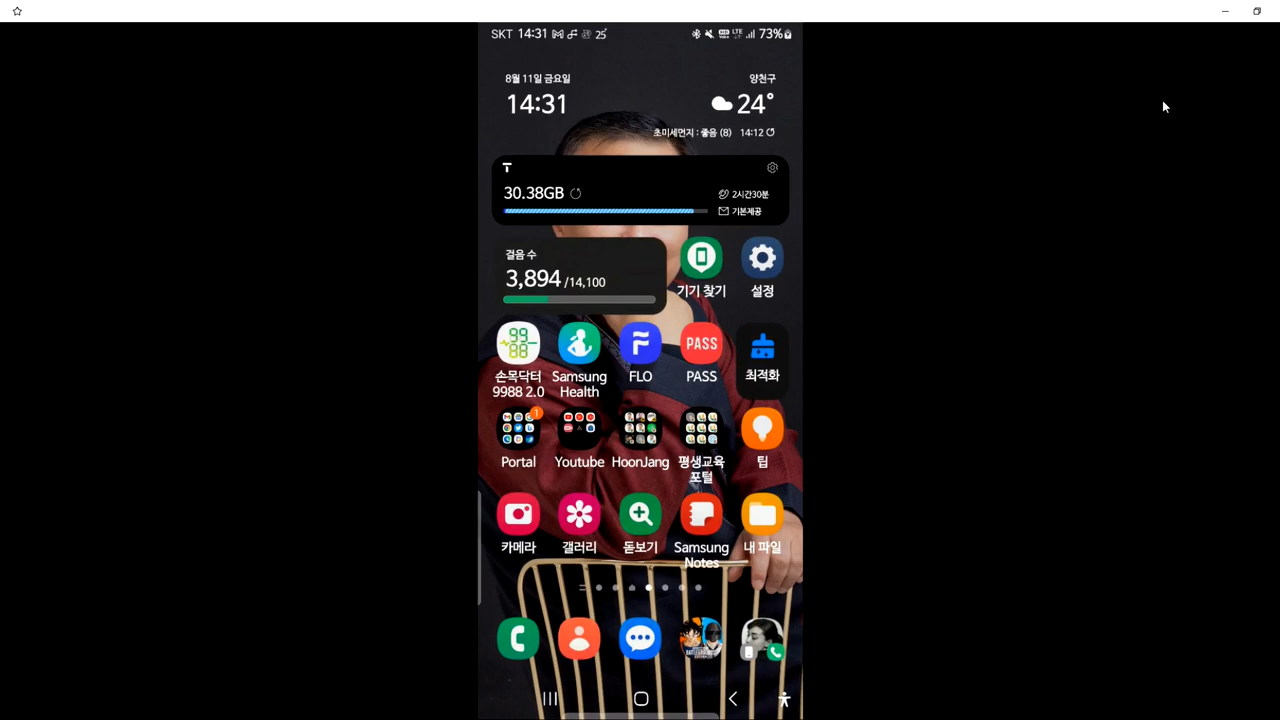 SKT 14:31 25°
LTE 73%
8월 11일 금요일
양천구
14:31
24°
초미세먼지 : 좋음 (8) 14:12
30.38GB
2시간30분
기본제공
걸음 수
3,894 /14,100
기기 찾기
설정
PASS
손목닥터
9988 2.0
Samsung
Health
FLO
PASS
최적화
1
Portal
Youtube
HoonJang
평생교육
포털
팁
카메라
갤러리
돋보기
Samsung
Notes
내 파일